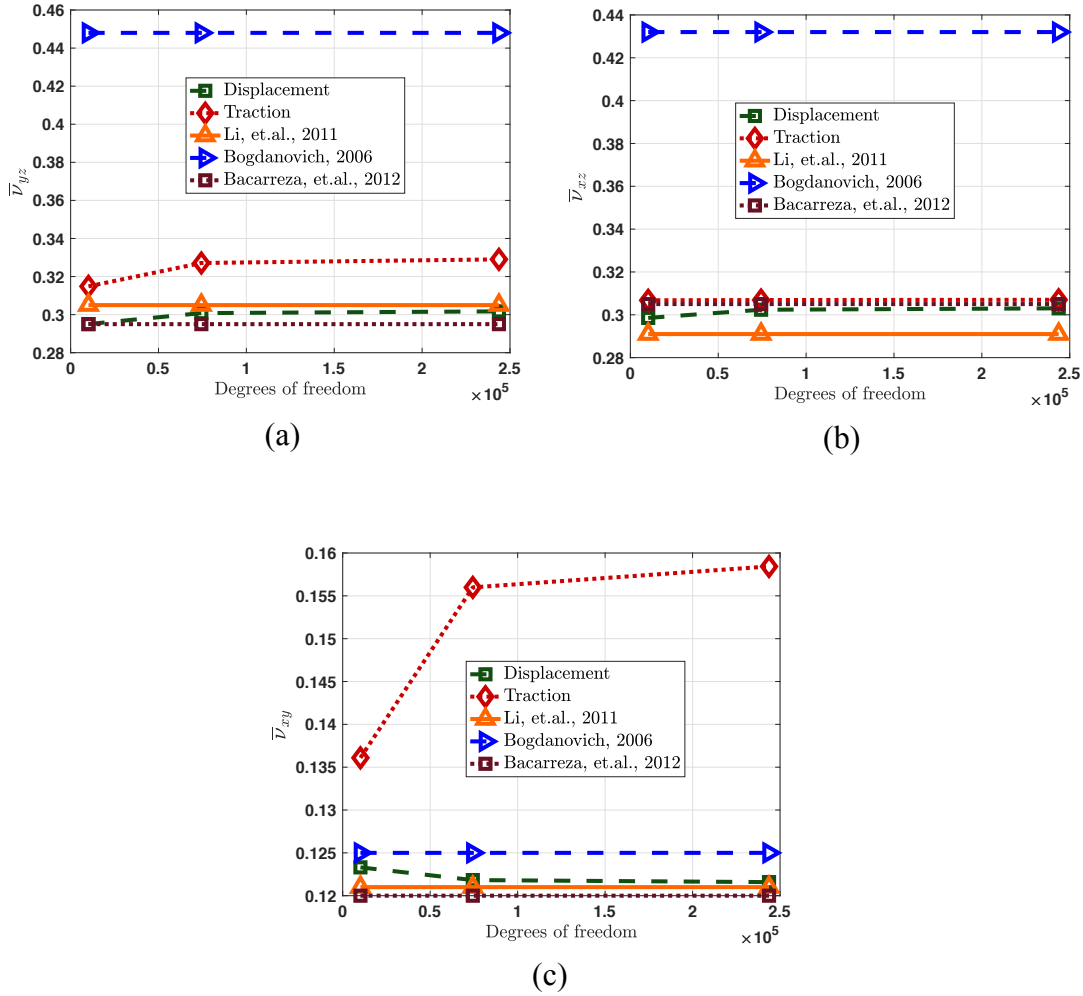 0.46
0.44
0.42
0.4
0.38
0.36
0.34
0.32
0.3
0.28
ν̅yz
Displacement
Traction
Li, et.al., 2011
Bogdanovich, 2006
Bacarreza, et.al., 2012
0 0.5 1 1.5 2 2.5
Degrees of freedom
×10⁵
(a)
0.44
0.42
0.4
0.38
0.36
0.34
0.32
0.3
0.28
ν̅xz
Displacement
Traction
Li, et.al., 2011
Bogdanovich, 2006
Bacarreza, et.al., 2012
0 0.5 1 1.5 2 2.5
Degrees of freedom
×10⁵
(b)
0.16
0.155
0.15
0.145
0.14
0.135
0.13
0.125
0.12
ν̅xy
Displacement
Traction
Li, et.al., 2011
Bogdanovich, 2006
Bacarreza, et.al., 2012
0 0.5 1 1.5 2 2.5
Degrees of freedom
×10⁵
(c)